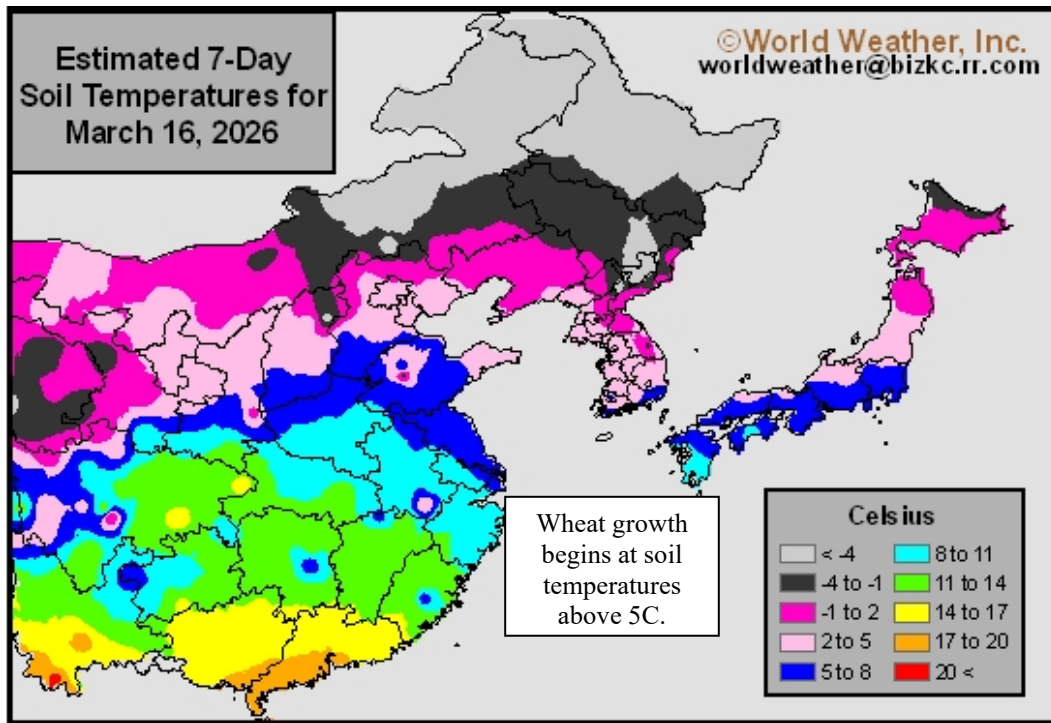 Estimated 7-Day
Soil Temperatures for
March 16, 2026
©World Weather, Inc.
worldweather@bizkc.rr.com
Wheat growth
begins at soil
temperatures
above 5C.
Celsius
< -4
8 to 11
-4 to -1
11 to 14
-1 to 2
14 to 17
2 to 5
17 to 20
5 to 8
20 <